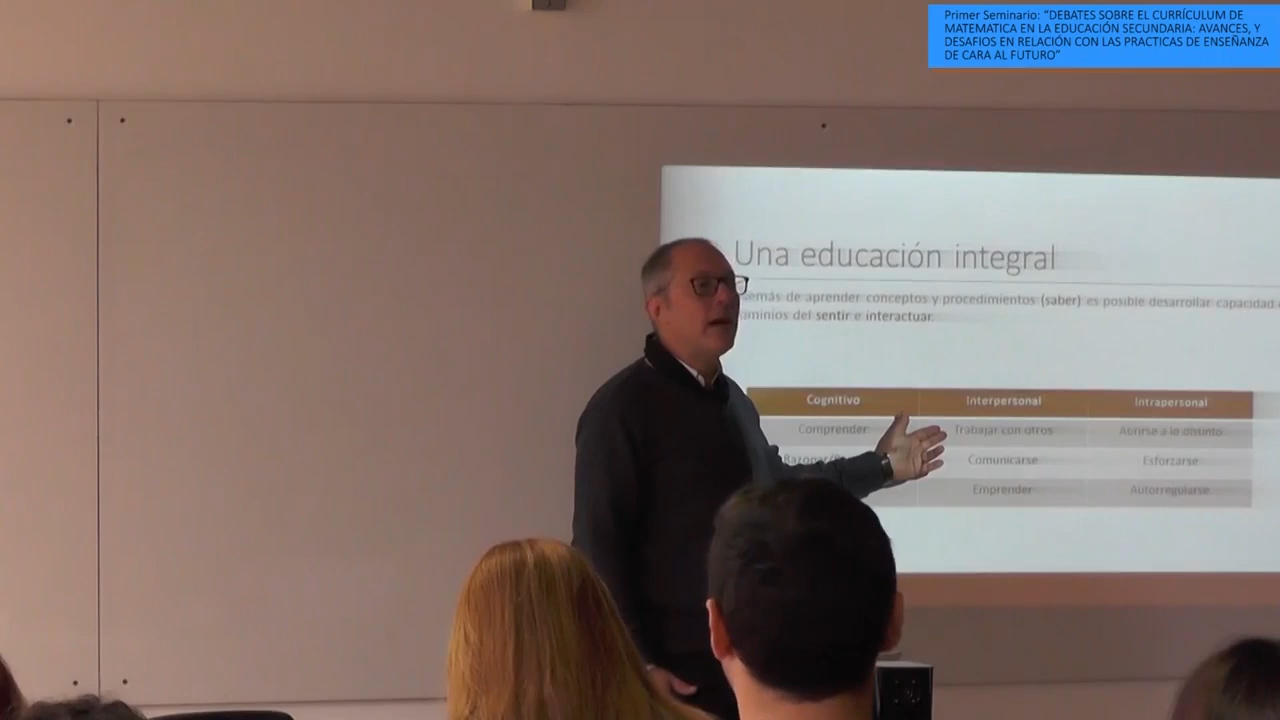 Primer Seminario: “DEBATES SOBRE EL CURRÍCULUM DE
MATEMATICA EN LA EDUCACIÓN SECUNDARIA: AVANCES, Y
DESAFIOS EN RELACIÓN CON LAS PRACTICAS DE ENSEÑANZA
DE CARA AL FUTURO”
Una educación integral
de aprender conceptos y procedimientos (saber) es posible desarrollar capacidad
del sentir e interactuar.
Cognitivo Interpersonal Intrapersonal
Comprender Trabajar con otros Abrirse a lo distinto
Comunicarse Esforzarse
Emprender Autorregularse